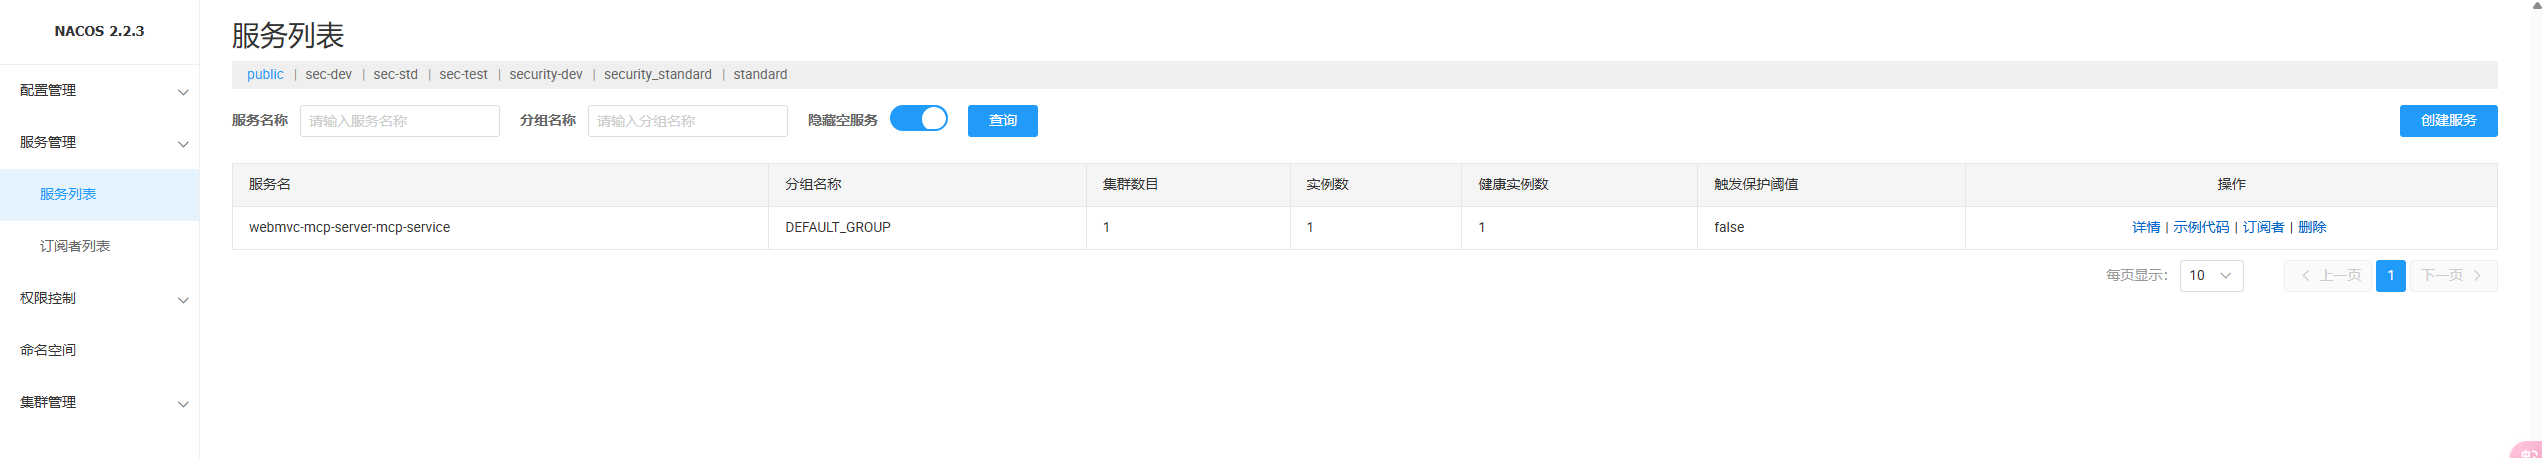 NACOS 2.2.3
配置管理
服务管理
服务列表
订阅者列表
权限控制
命名空间
集群管理
服务列表
public | sec-dev | sec-std | sec-test | security-dev | security_standard | standard
服务名称 请输入服务名称 分组名称 请输入分组名称 隐藏空服务 查询 创建服务
服务名 分组名称 集群数目 实例数 健康实例数 触发保护阈值 操作
webmvc-mcp-server-mcp-service DEFAULT_GROUP 1 1 1 false 详情 | 示例代码 | 订阅者 | 删除
每页显示: 10 上一页 1 下一页